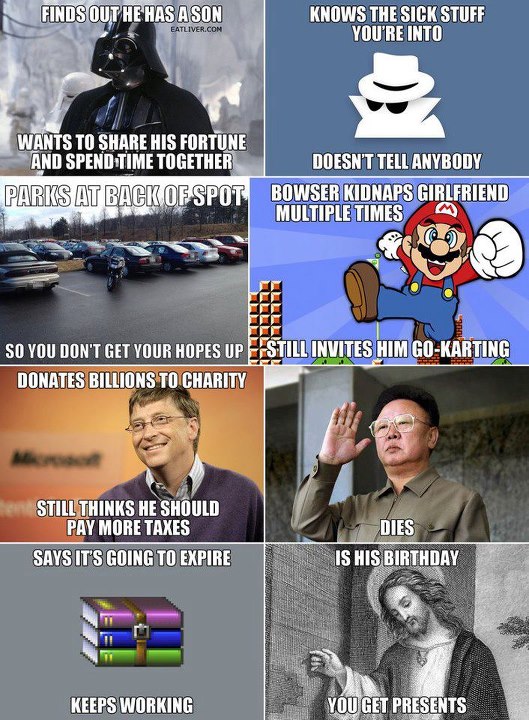 FINDS OUT HE HAS A SON
EATLIVER.COM
WANTS TO SHARE HIS FORTUNE
AND SPEND TIME TOGETHER
KNOWS THE SICK STUFF
YOU'RE INTO
DOESN'T TELL ANYBODY
PARKS AT BACK OF SPOT
SO YOU DON'T GET YOUR HOPES UP
BOWSER KIDNAPS GIRLFRIEND
MULTIPLE TIMES
M
STILL INVITES HIM GO-KARTING
DONATES BILLIONS TO CHARITY
Microsoft
STILL THINKS HE SHOULD
PAY MORE TAXES
DIES
SAYS IT'S GOING TO EXPIRE
KEEPS WORKING
IS HIS BIRTHDAY
YOU GET PRESENTS